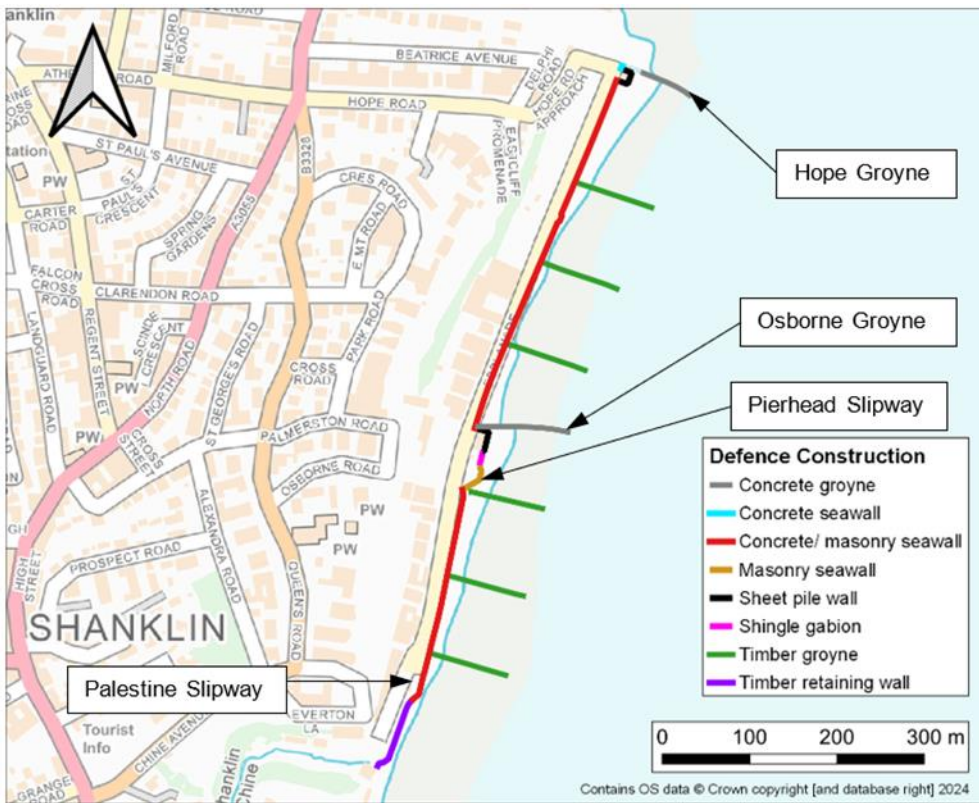 anklin
MILFORD
ROAD
BEATRICE AVENUE
DELPHI
ROAD
HOPE RD
APPROACH
ROAD
HOPE ROAD
B3328
EASTCLIFF
PROMENADE
ST PAUL'S AVENUE
CROSS
ROAD
tation
PW
ST
PAUL'S
CRESCENT
CARTER
ROAD
SPRING
GARDENS
A3055
CRES ROAD
E MT ROAD
Hope Groyne
FALCON
CROSS
ROAD
CLARENDON ROAD
LANDGUARD ROAD
REGENT STREET
SCINDE
CRESCENT
PARK ROAD
NORTH ROAD
ST GEORGE'S ROAD
CROSS
ROAD
PW
Osborne Groyne
PW
CROSS
STREET
PALMERSTON ROAD
OSBORNE ROAD
Pierhead Slipway
HIGH
STREET
ALEXANDRA ROAD
PW
PW
PROSPECT ROAD
QUEEN'S ROAD
SHANKLIN
Defence Construction
Concrete groyne
Concrete seawall
Concrete/ masonry seawall
Masonry seawall
Sheet pile wall
Shingle gabion
Timber groyne
Timber retaining wall
Palestine Slipway
EVERTON
LA
Tourist
Info
CHINE AVENUE
hanklin
Chine
GRANGE
ROAD
0 100 200 300 m
Contains OS data © Crown copyright [and database right] 2024